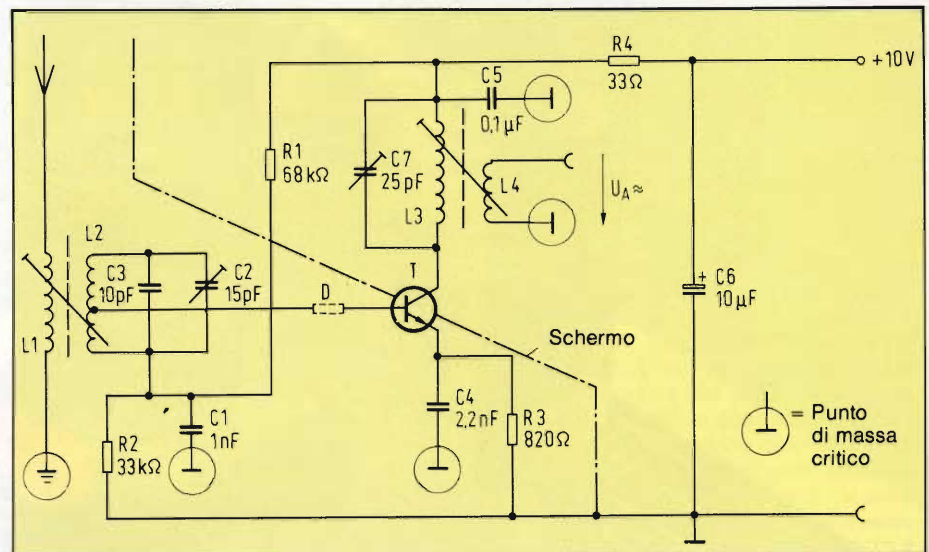 R4
33Ω
+10V
C5
0,1µF
R1
68kΩ
C7
25pF
L3
L4
U_A≈
L2
C3
10pF
C2
15pF
L1
D
T
+
C6
10µF
Schermo
C4
2,2nF
R3
820Ω
C1
1nF
R2
33kΩ
= Punto
di massa
critico